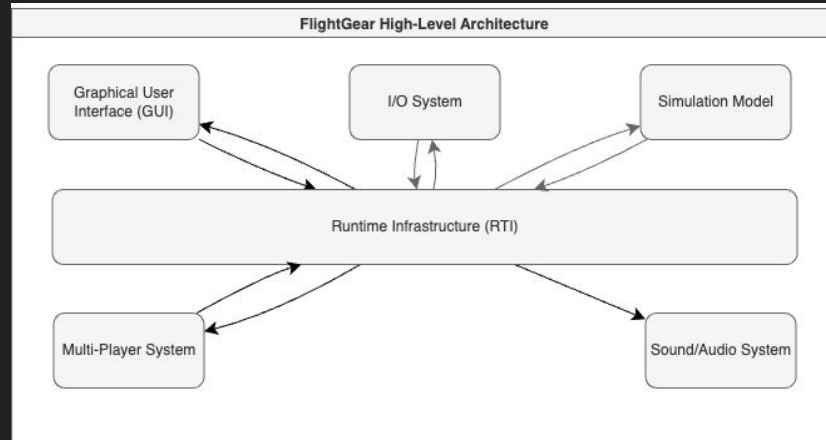 FlightGear High-Level Architecture
Graphical User
Interface (GUI)
I/O System
Simulation Model
Runtime Infrastructure (RTI)
Multi-Player System
Sound/Audio System